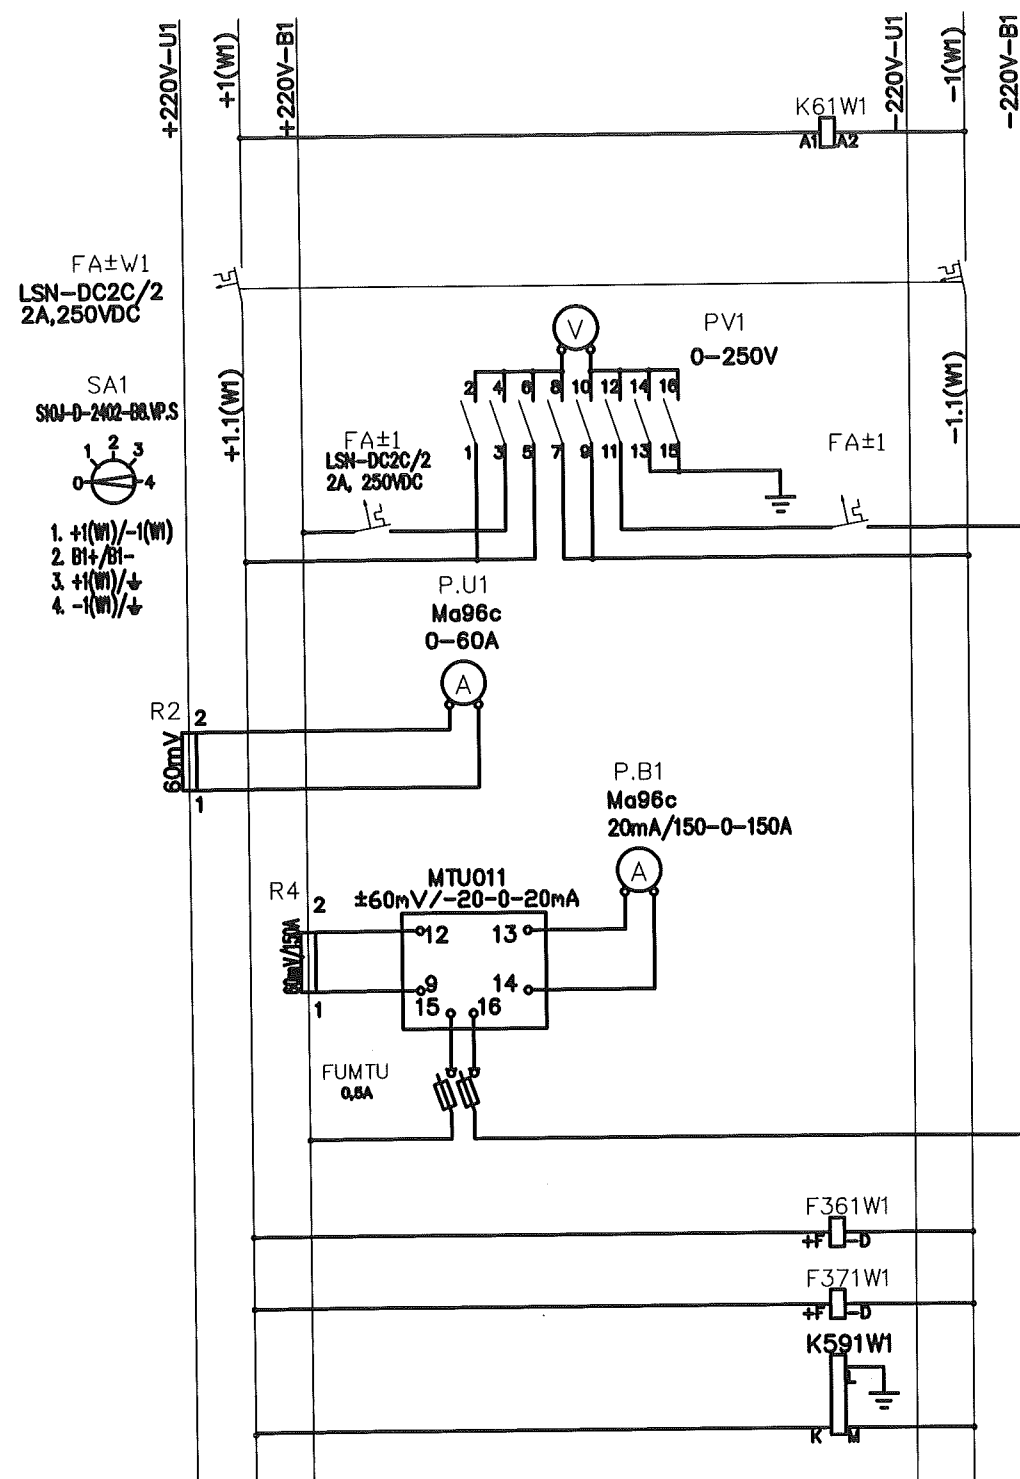 +220V-U1
+1(W1)
+220V-B1
-220V-U1
-1(W1)
-220V-B1
K61W1
A1 A2
FA±W1
LSN-DC2C/2
2A,250VDC
V
PV1
0-250V
SA1
S10J-D-2402-B8.VP.S
0 1 2 3 4
+1.1(W1)
-1.1(W1)
2 4 6 8 10 12 14 16
1 3 5 7 9 11 13 15
FA±1
LSN-DC2C/2
2A, 250VDC
FA±1
1. +1(W1)/-1(W1)
2. B1+/B1-
3. +1(W1)/⏚
4. -1(W1)/⏚
P.U1
Ma96c
0-60A
A
R2
2
60mV
1
P.B1
Ma96c
20mA/150-0-150A
A
MTU011
±60mV/-20-0-20mA
R4
2
60mV/150A
1
12 13
9 14
15 16
FUMTU
0,5A
F361W1
+F -D
F371W1
+F -D
K591W1
L
K M